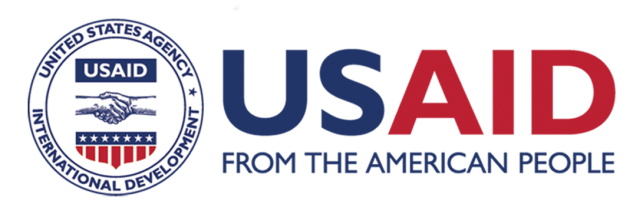 UNITED STATES AGENCY
USAID
INTERNATIONAL DEVELOPMENT
USAID
FROM THE AMERICAN PEOPLE